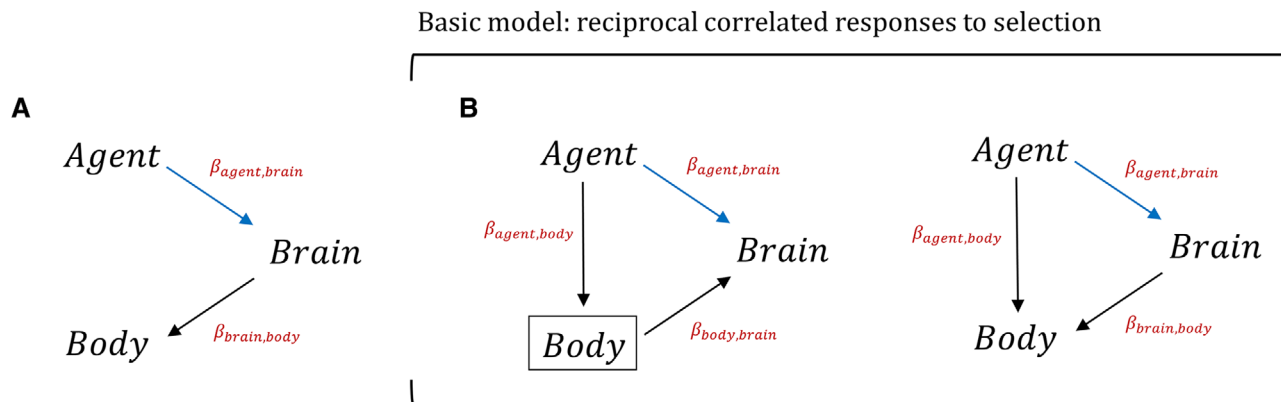 Basic model: reciprocal correlated responses to selection
A
Agent
β_agent,brain
Brain
Body
β_brain,body
B
Agent
β_agent,brain
β_agent,body
Brain
Body
β_body,brain
Agent
β_agent,brain
β_agent,body
Brain
Body
β_brain,body